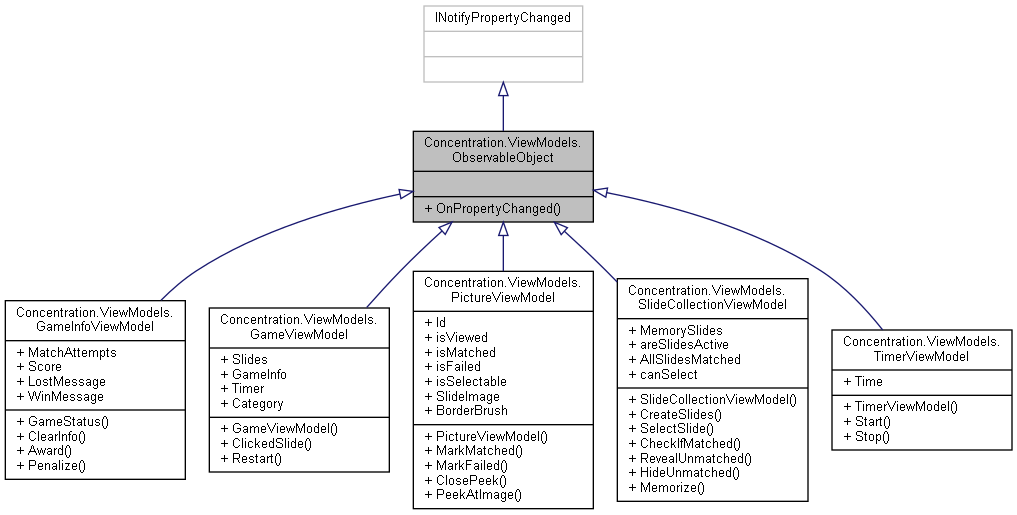 INotifyPropertyChanged
Concentration.ViewModels.
ObservableObject
+ OnPropertyChanged()
Concentration.ViewModels.
GameInfoViewModel
+ MatchAttempts
+ Score
+ LostMessage
+ WinMessage
+ GameStatus()
+ ClearInfo()
+ Award()
+ Penalize()
Concentration.ViewModels.
GameViewModel
+ Slides
+ GameInfo
+ Timer
+ Category
+ GameViewModel()
+ ClickedSlide()
+ Restart()
Concentration.ViewModels.
PictureViewModel
+ Id
+ isViewed
+ isMatched
+ isFailed
+ isSelectable
+ SlideImage
+ BorderBrush
+ PictureViewModel()
+ MarkMatched()
+ MarkFailed()
+ ClosePeek()
+ PeekAtImage()
Concentration.ViewModels.
SlideCollectionViewModel
+ MemorySlides
+ areSlidesActive
+ AllSlidesMatched
+ canSelect
+ SlideCollectionViewModel()
+ CreateSlides()
+ SelectSlide()
+ CheckIfMatched()
+ RevealUnmatched()
+ HideUnmatched()
+ Memorize()
Concentration.ViewModels.
TimerViewModel
+ Time
+ TimerViewModel()
+ Start()
+ Stop()